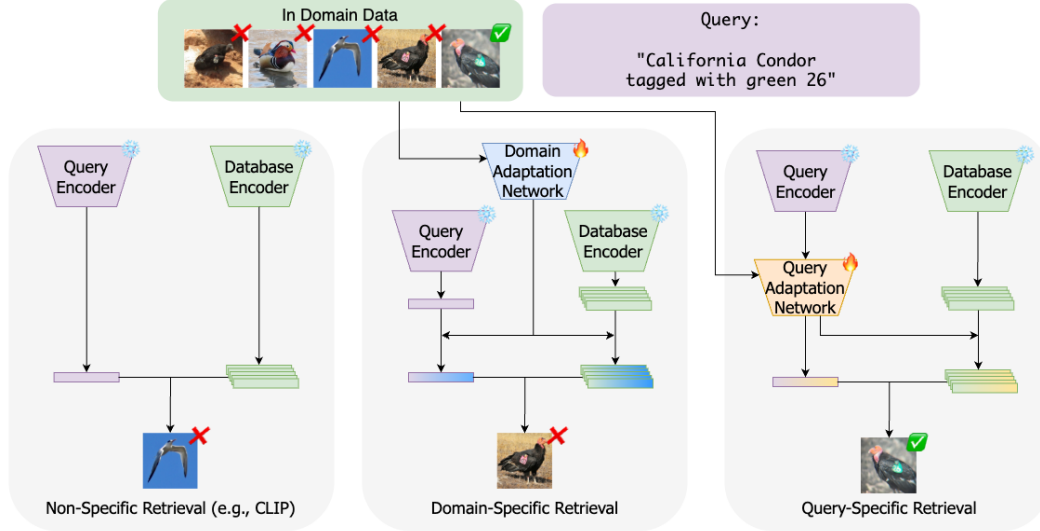 In Domain Data
Query:
"California Condor
tagged with green 26"
Query
Encoder
Database
Encoder
Non-Specific Retrieval (e.g., CLIP)
Domain
Adaptation
Network
Query
Encoder
Database
Encoder
Domain-Specific Retrieval
Query
Encoder
Database
Encoder
Query
Adaptation
Network
Query-Specific Retrieval